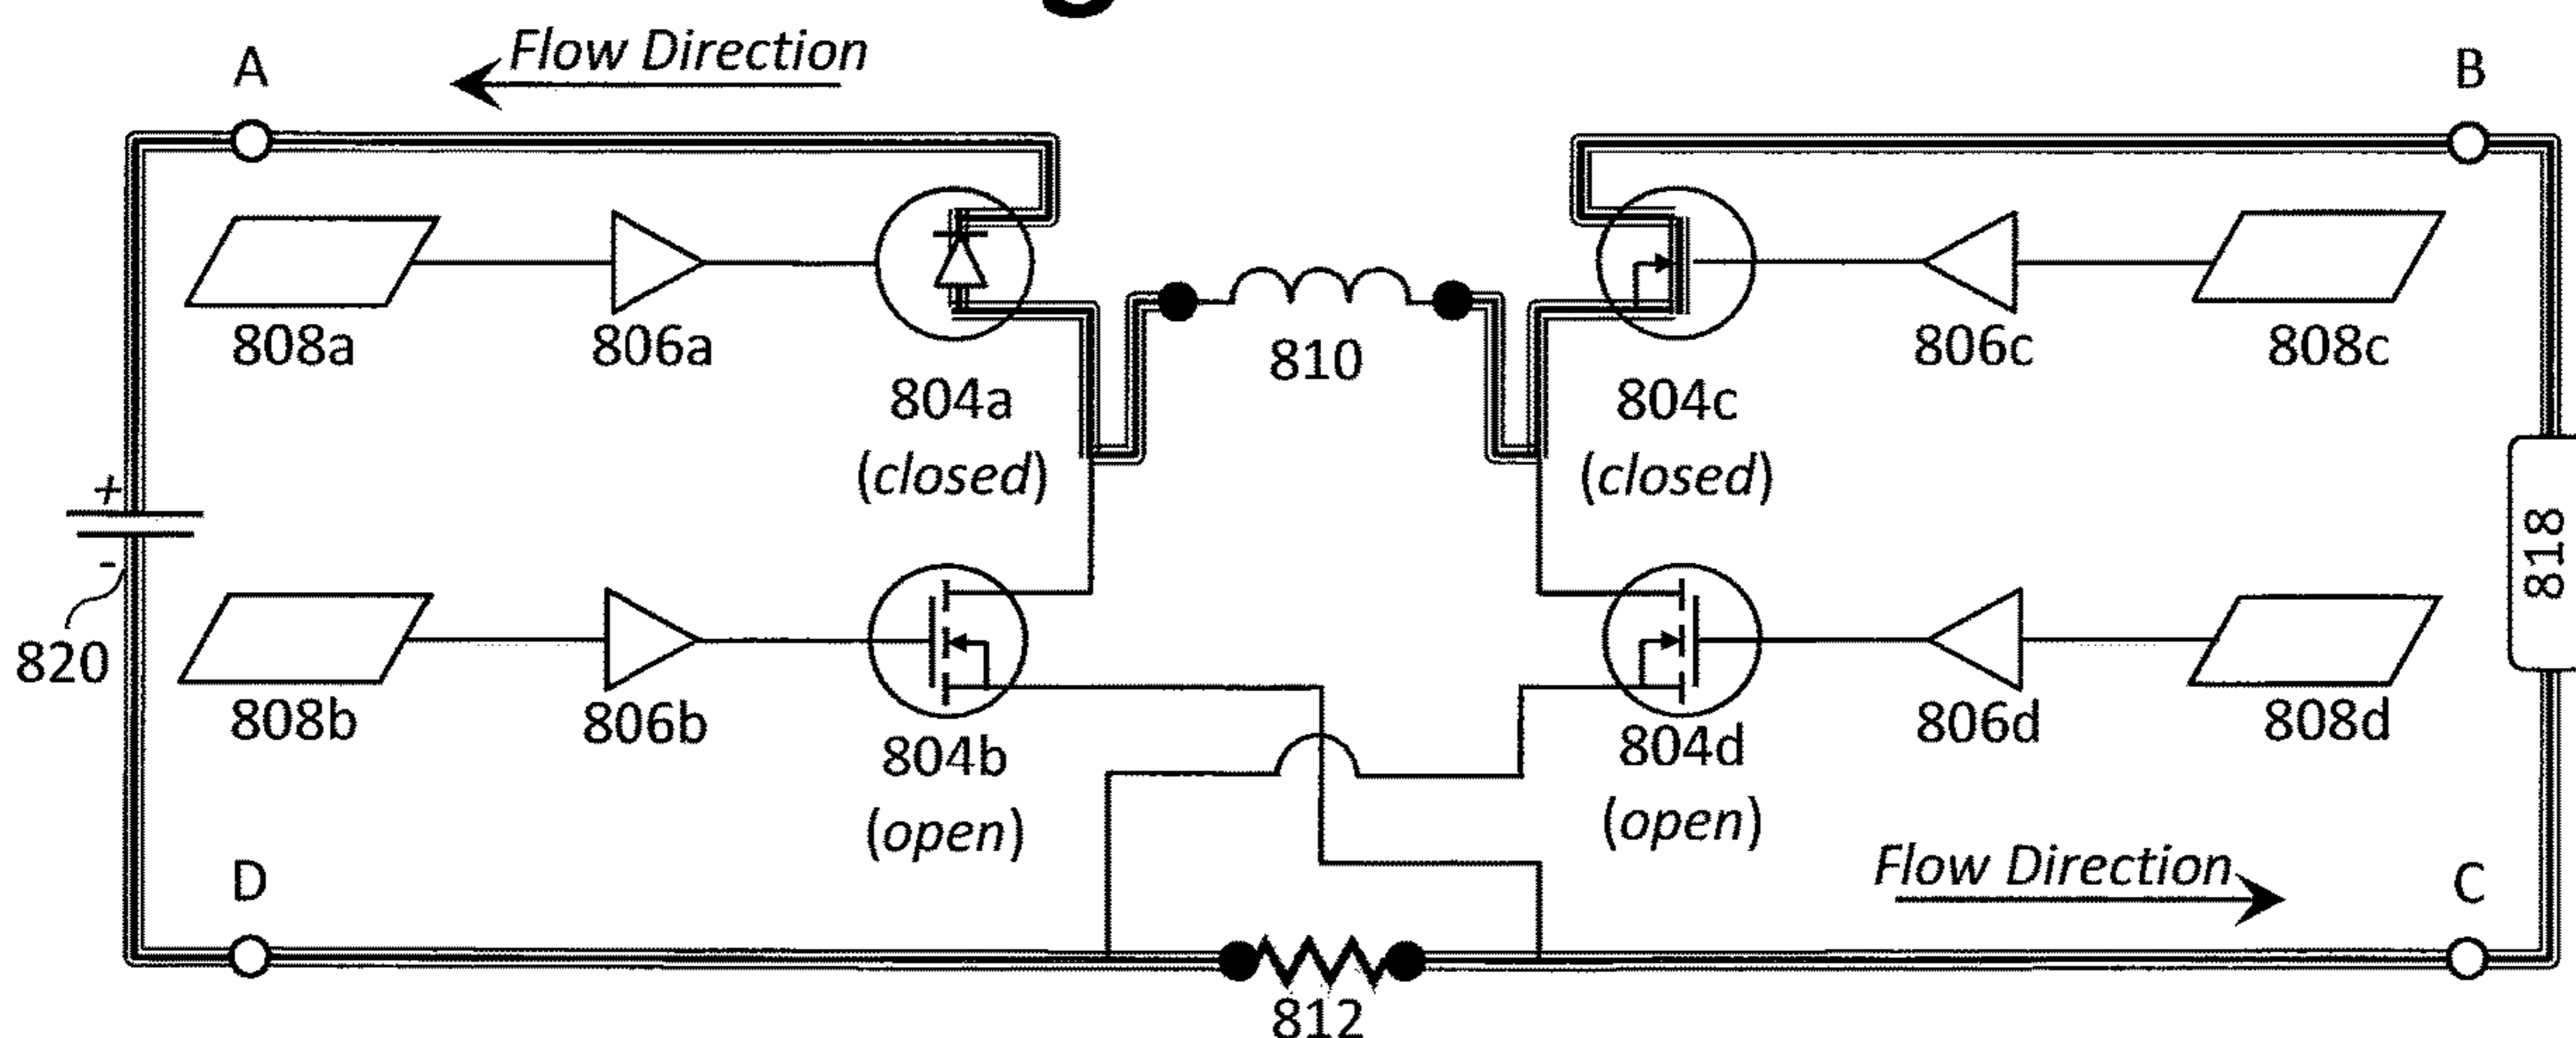 Flow Direction
A
B
808a
806a
804a
(closed)
810
804c
(closed)
806c
808c
+
-
820
818
808b
806b
804b
(open)
804d
(open)
806d
808d
D
Flow Direction
C
812